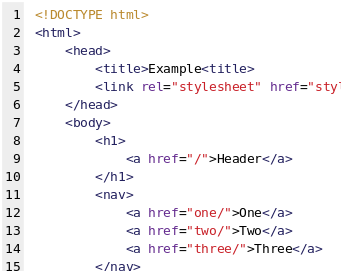 1 <!DOCTYPE html>
2 <html>
3     <head>
4         <title>Example<title>
5         <link rel="stylesheet" href="styl
6     </head>
7     <body>
8         <h1>
9             <a href="/">Header</a>
10         </h1>
11         <nav>
12             <a href="one/">One</a>
13             <a href="two/">Two</a>
14             <a href="three/">Three</a>
15         </nav>